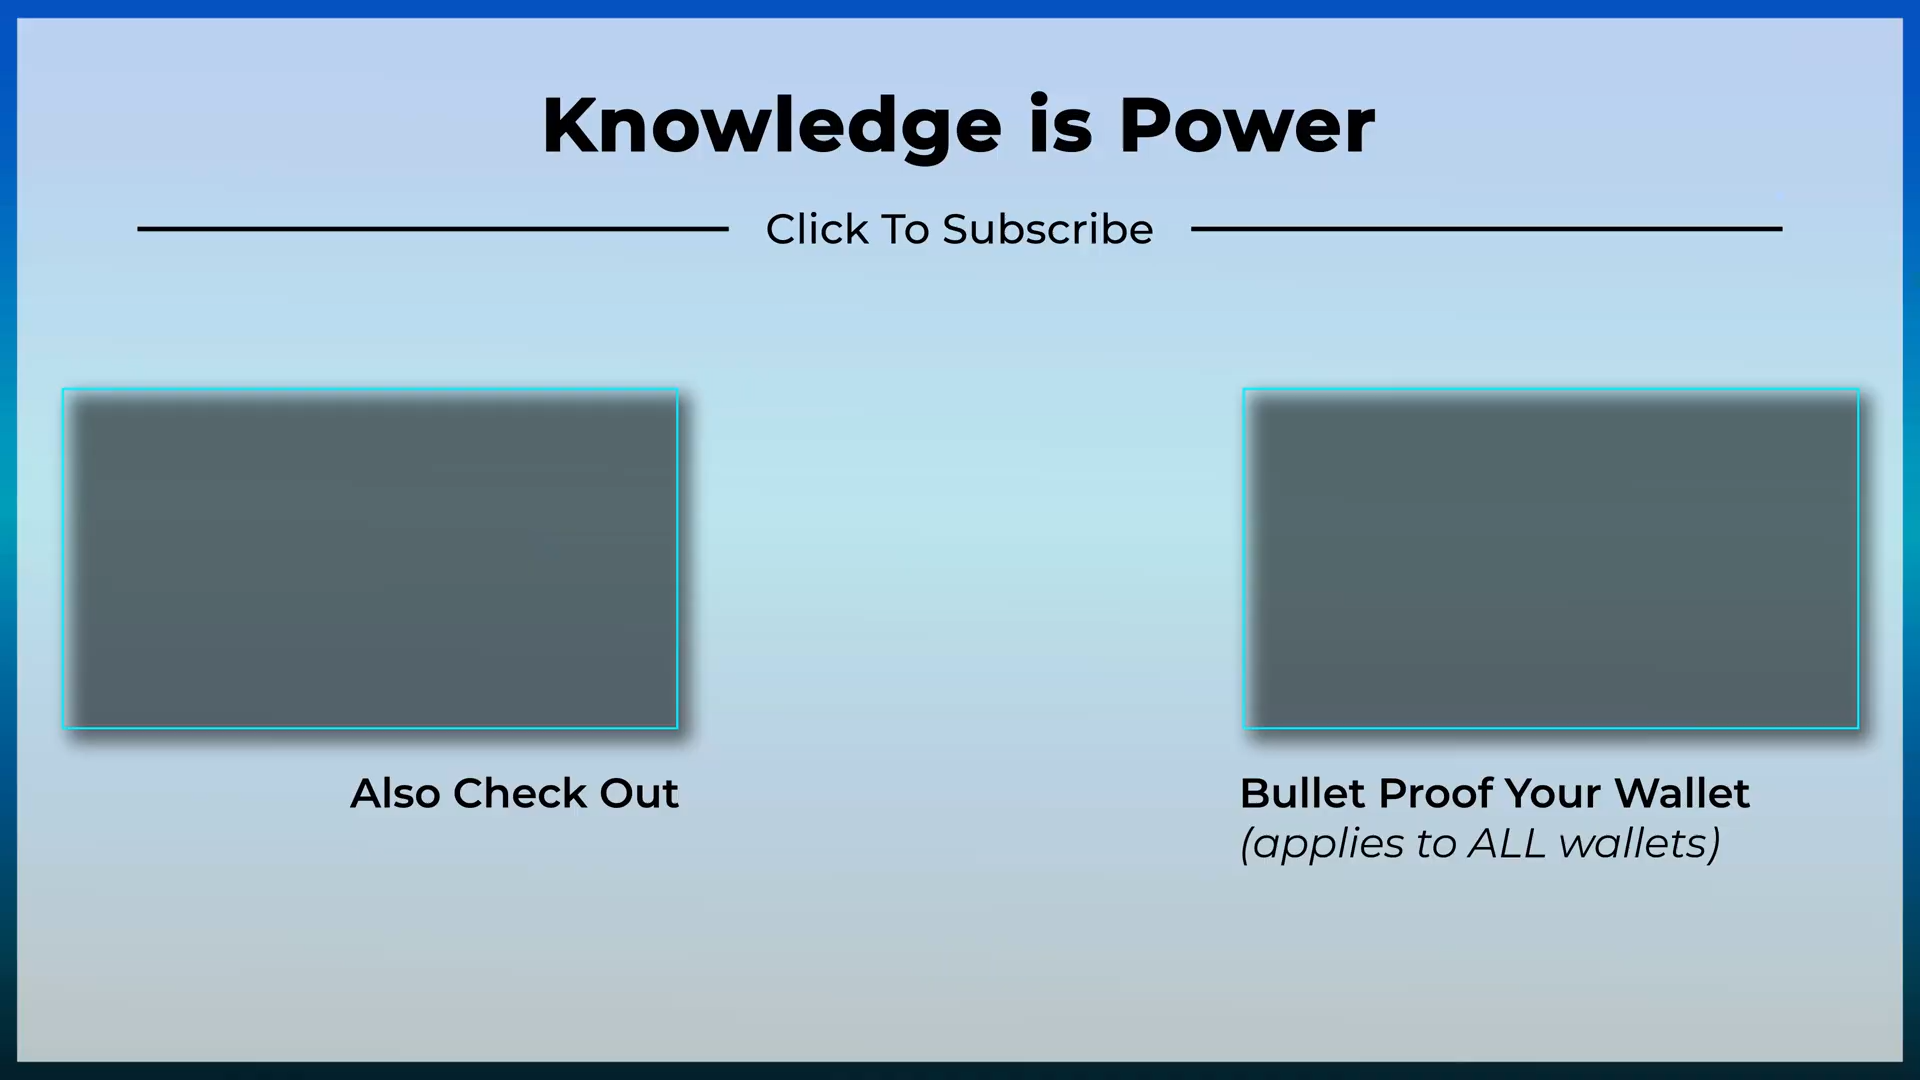 Knowledge is Power
Click To Subscribe
Also Check Out
Bullet Proof Your Wallet
(applies to ALL wallets)